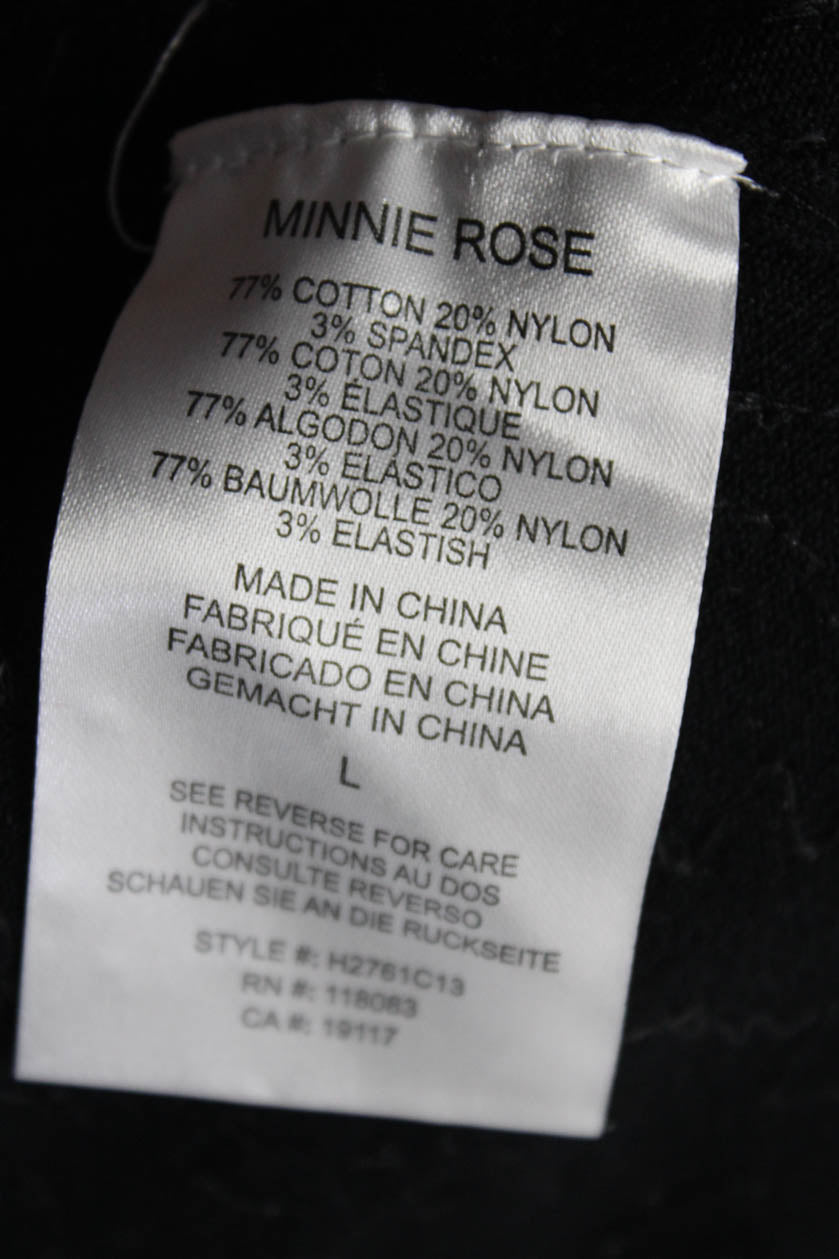 MINNIE ROSE
77% COTTON 20% NYLON
3% SPANDEX
77% COTON 20% NYLON
3% ÉLASTIQUE
77% ALGODON 20% NYLON
3% ELASTICO
77% BAUMWOLLE 20% NYLON
3% ELASTISH
MADE IN CHINA
FABRIQUÉ EN CHINE
FABRICADO EN CHINA
GEMACHT IN CHINA
L
SEE REVERSE FOR CARE
INSTRUCTIONS AU DOS
CONSULTE REVERSO
SCHAUEN SIE AN DIE RUCKSEITE
STYLE #: H2761C13
RN #: 118083
CA #: 19117